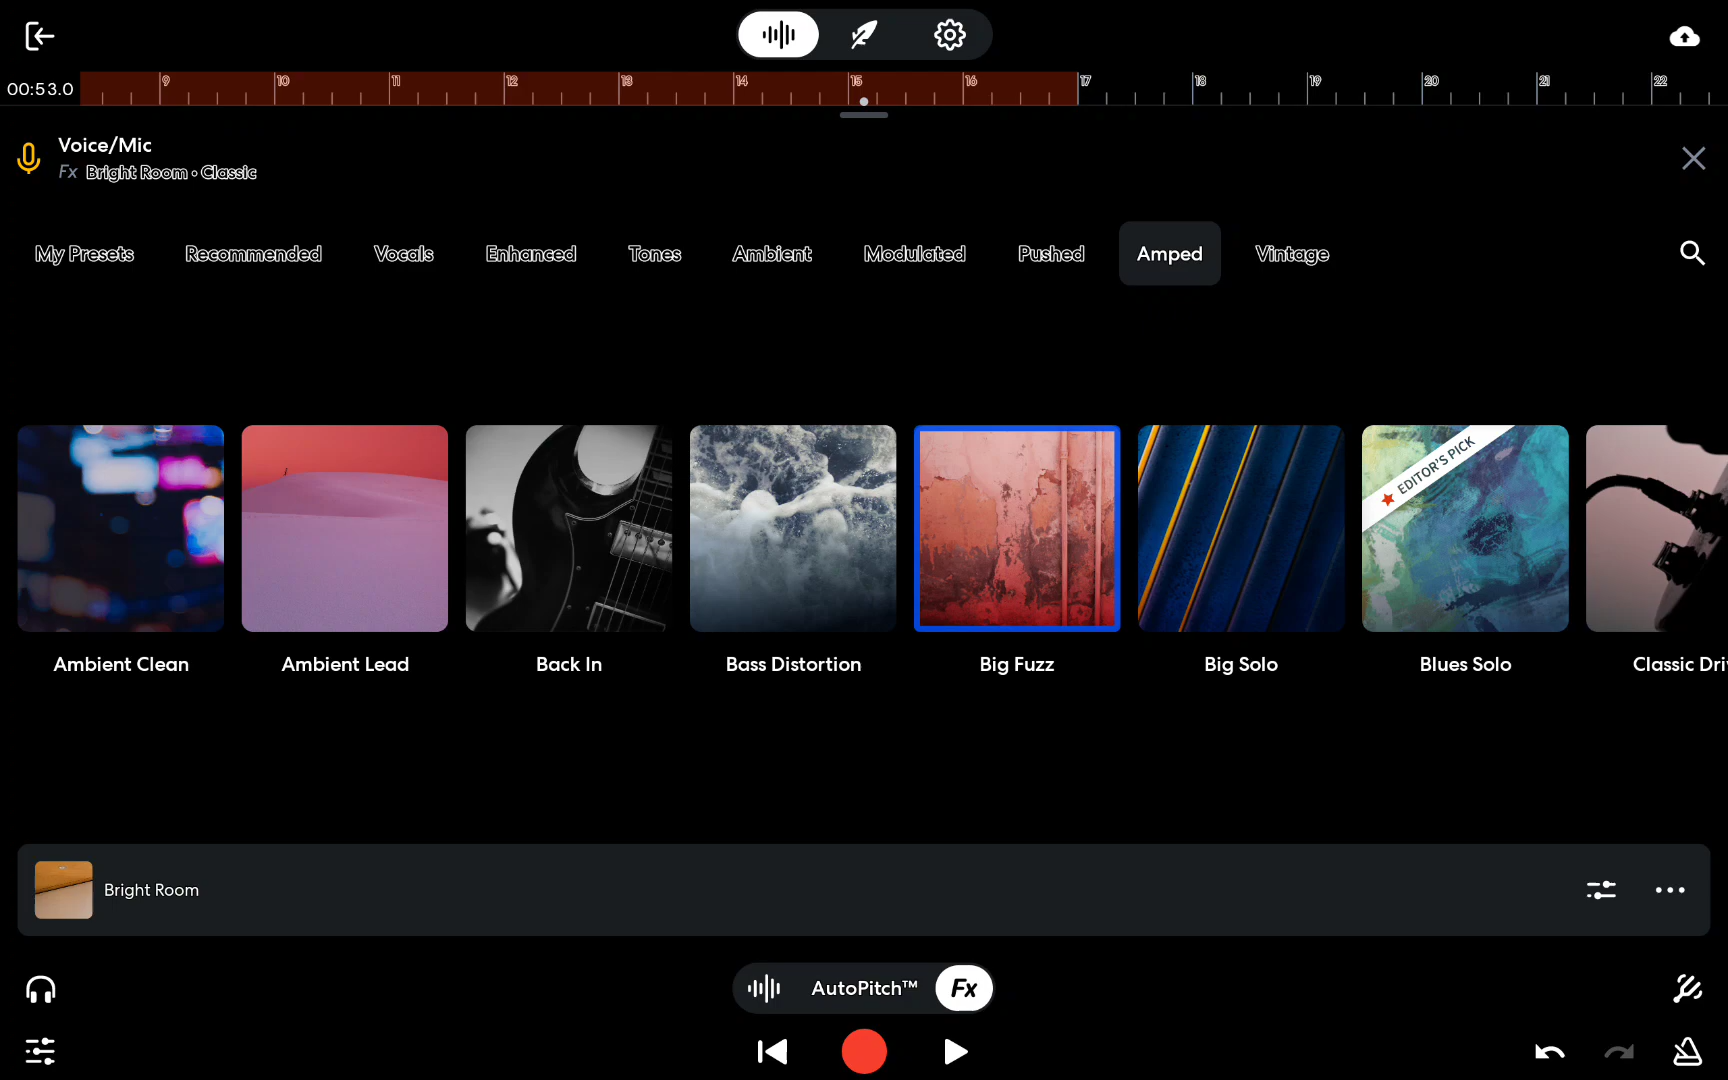 00:53.0
9 10 11 12 13 14 15 16 17 18 19 20 21 22
Voice/Mic
Fx Bright Room • Classic
My Presets Recommended Vocals Enhanced Tones Ambient Modulated Pushed Amped Vintage
EDITOR'S PICK
Ambient Clean Ambient Lead Back In Bass Distortion Big Fuzz Big Solo Blues Solo Classic Dri
Bright Room
AutoPitch™ Fx